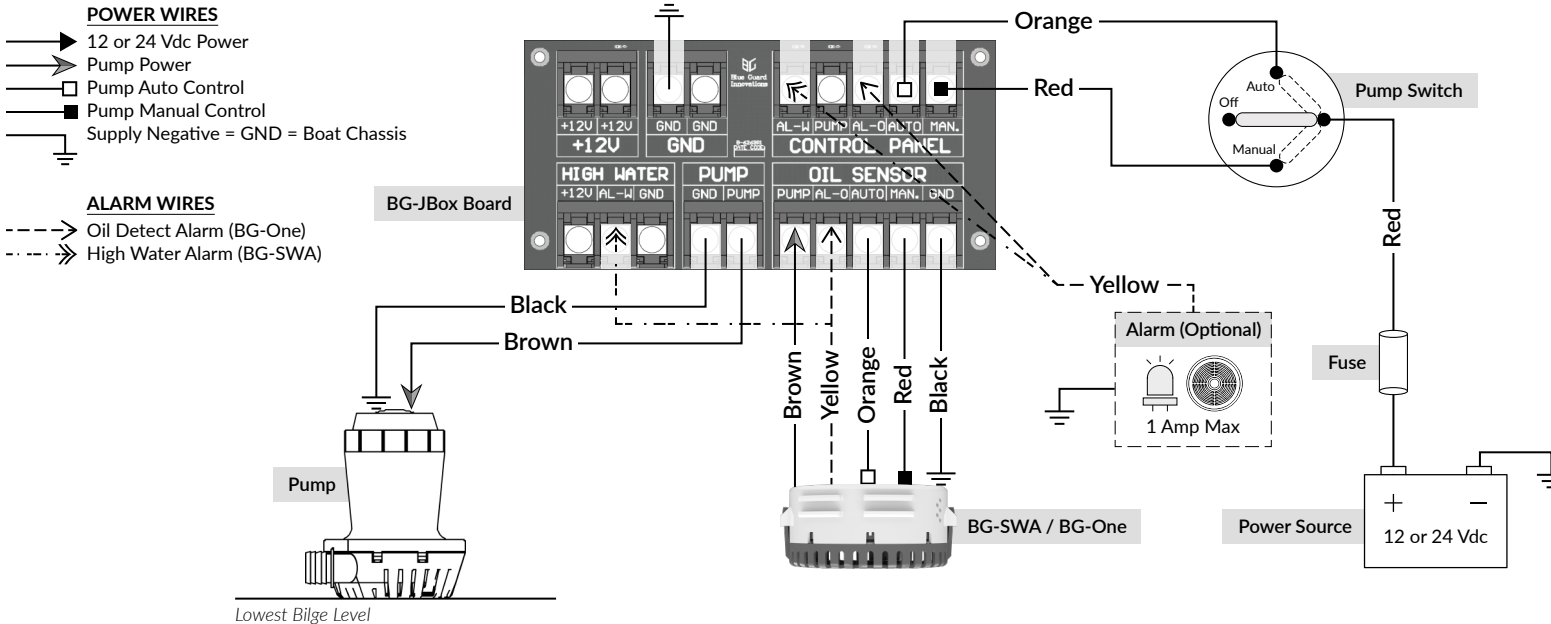 POWER WIRES
12 or 24 Vdc Power
Pump Power
Pump Auto Control
Pump Manual Control
Supply Negative = GND = Boat Chassis
ALARM WIRES
Oil Detect Alarm (BG-One)
High Water Alarm (BG-SWA)
BG-JBox Board
BG
Blue Guard
Innovations
+12V +12V GND GND AL-W PUMP AL-O AUTO MAN.
+12V GND CONTROL PANEL
DATE CODE
HIGH WATER PUMP OIL SENSOR
+12V AL-W GND GND PUMP PUMP AL-O AUTO MAN. GND
Orange
Red
Auto
Off
Manual
Pump Switch
Red
Yellow
Black
Brown
Brown
Yellow
Orange
Red
Black
Alarm (Optional)
1 Amp Max
Fuse
Pump
BG-SWA / BG-One
Power Source
+ −
12 or 24 Vdc
Lowest Bilge Level